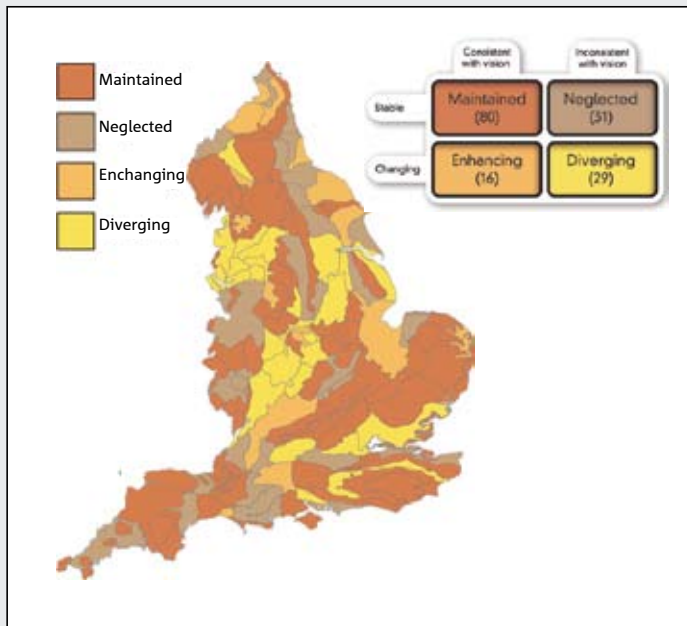 Maintained
Neglected
Enchanging
Diverging
Consistent
with vision
Inconsistent
with vision
Stable
Maintained
(80)
Neglected
(31)
Changing
Enhancing
(16)
Diverging
(29)